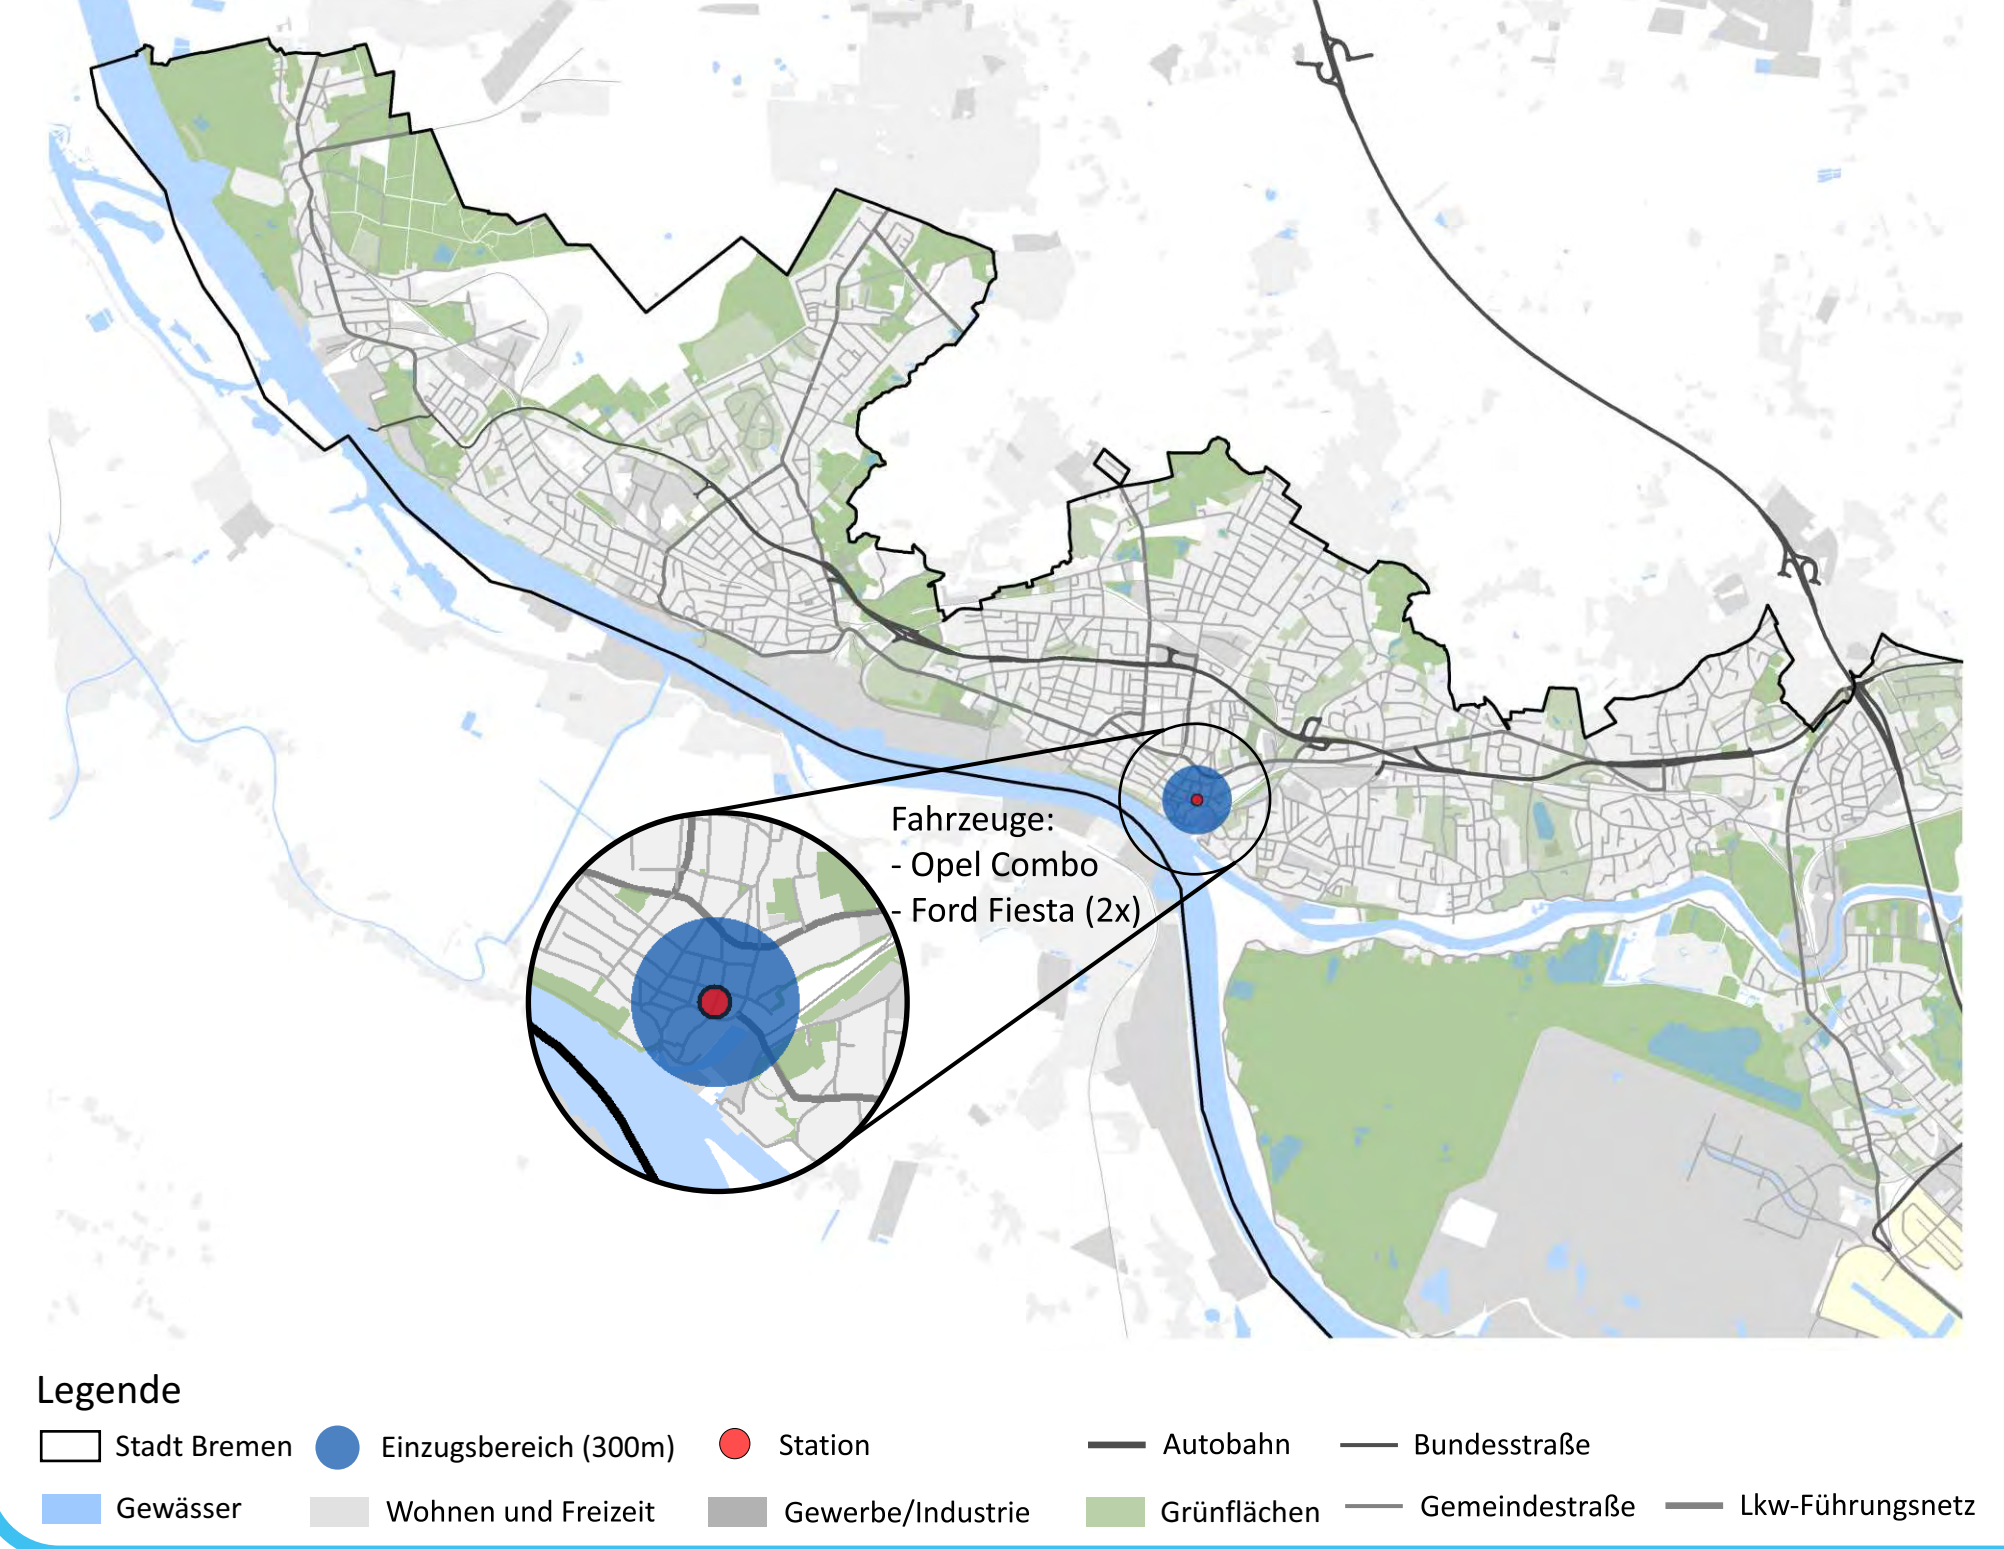 Fahrzeuge:
- Opel Combo
- Ford Fiesta (2x)
Legende
Stadt Bremen
Einzugsbereich (300m)
Station
Autobahn
Bundesstraße
Gewässer
Wohnen und Freizeit
Gewerbe/Industrie
Grünflächen
Gemeindestraße
Lkw-Führungsnetz